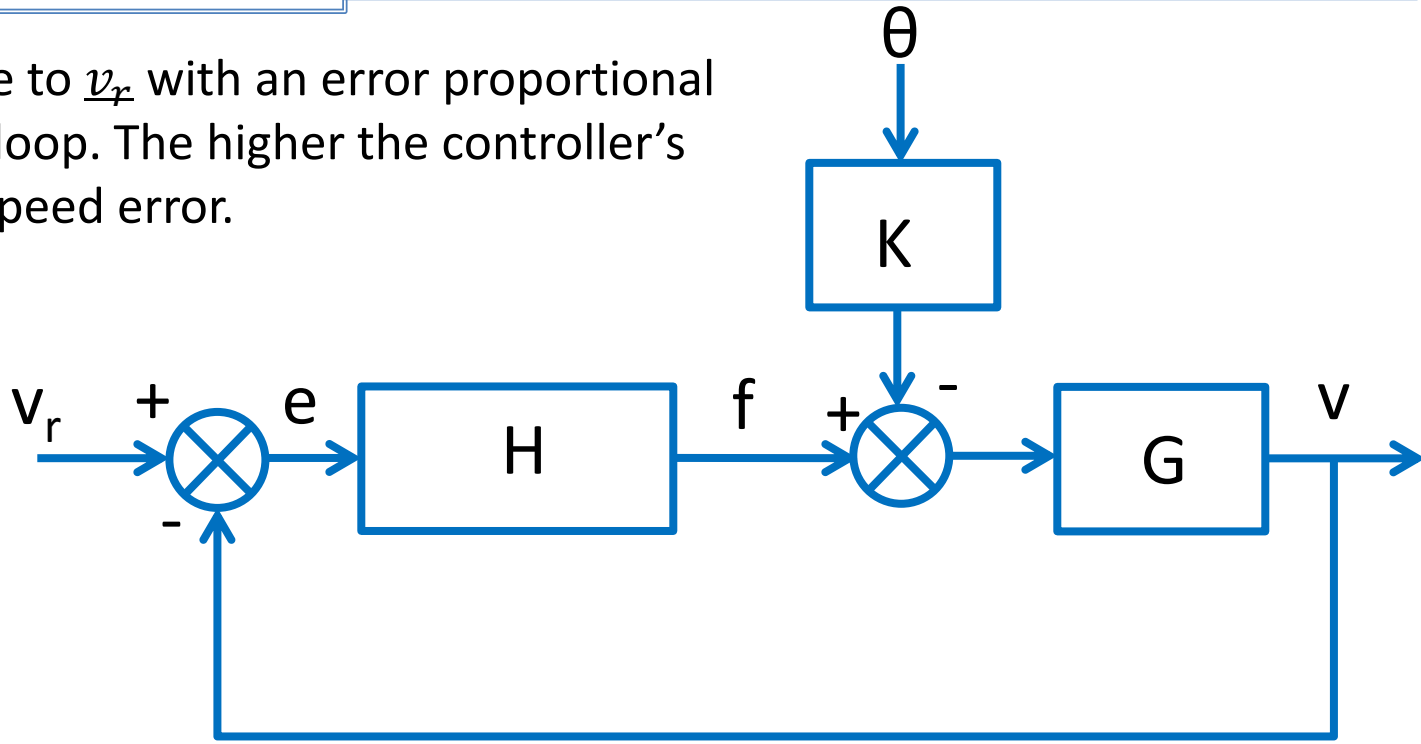 θ
e to v_r with an error proportional
loop. The higher the controller's
peed error.
K
v_r + e H f + - G v
-